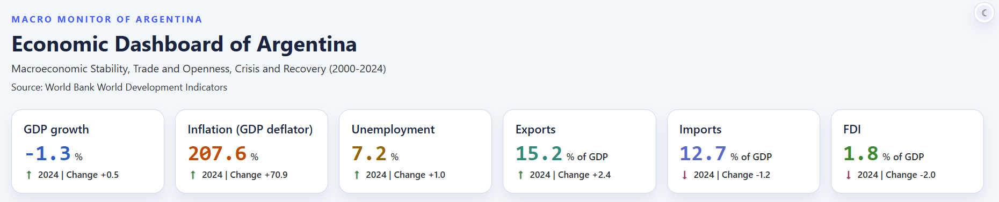 MACRO MONITOR OF ARGENTINA
Economic Dashboard of Argentina
Macroeconomic Stability, Trade and Openness, Crisis and Recovery (2000-2024)
Source: World Bank World Development Indicators
GDP growth
-1.3 %
↑ 2024 | Change +0.5
Inflation (GDP deflator)
207.6 %
↑ 2024 | Change +70.9
Unemployment
7.2 %
↑ 2024 | Change +1.0
Exports
15.2 % of GDP
↑ 2024 | Change +2.4
Imports
12.7 % of GDP
↓ 2024 | Change -1.2
FDI
1.8 % of GDP
↓ 2024 | Change -2.0